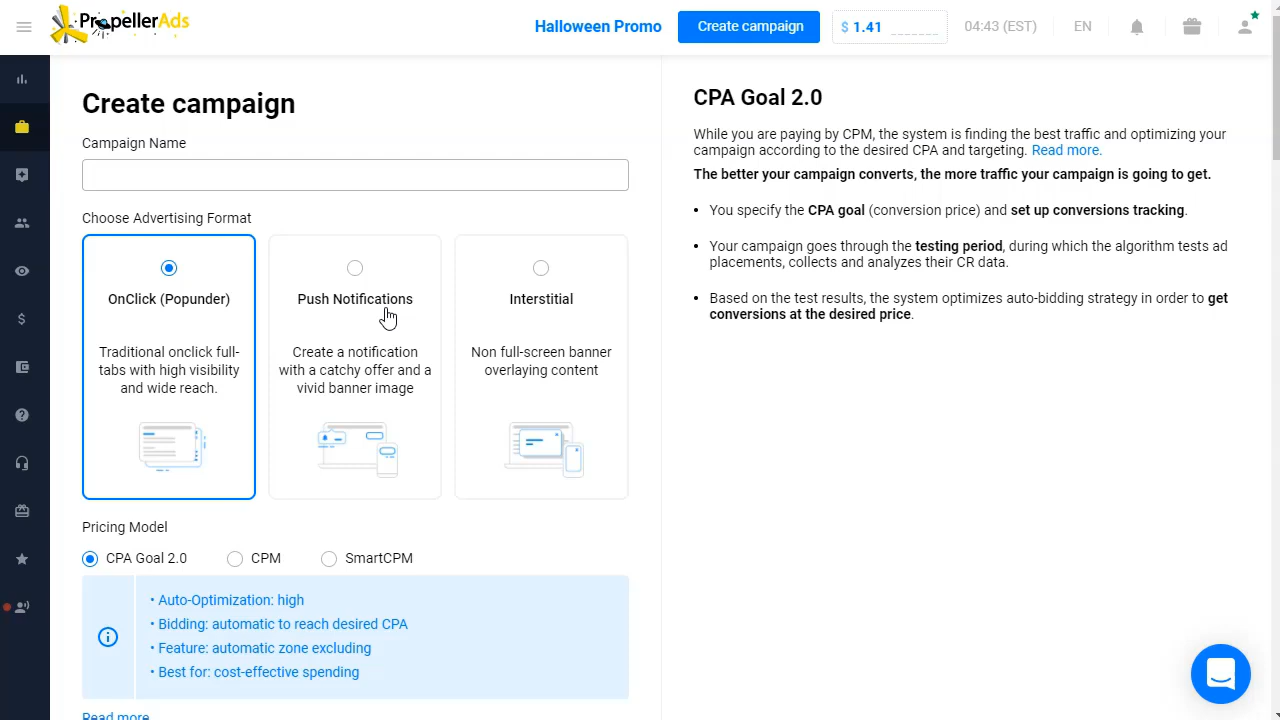 PropellerAds
Halloween Promo
Create campaign
$ 1.41
04:43 (EST)
EN
Create campaign
Campaign Name
Choose Advertising Format
OnClick (Popunder)
Traditional onclick full-
tabs with high visibility
and wide reach.
Push Notifications
Create a notification
with a catchy offer and a
vivid banner image
Interstitial
Non full-screen banner
overlaying content
Pricing Model
CPA Goal 2.0
CPM
SmartCPM
• Auto-Optimization: high
• Bidding: automatic to reach desired CPA
• Feature: automatic zone excluding
• Best for: cost-effective spending
Read more
CPA Goal 2.0
While you are paying by CPM, the system is finding the best traffic and optimizing your
campaign according to the desired CPA and targeting. Read more.
The better your campaign converts, the more traffic your campaign is going to get.
• You specify the CPA goal (conversion price) and set up conversions tracking.
• Your campaign goes through the testing period, during which the algorithm tests ad
placements, collects and analyzes their CR data.
• Based on the test results, the system optimizes auto-bidding strategy in order to get
conversions at the desired price.